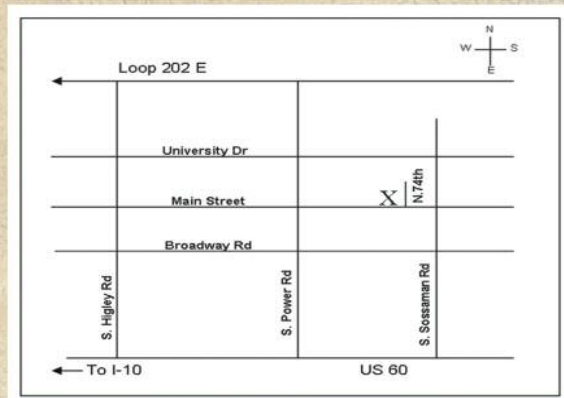 N
W S
E
Loop 202 E
University Dr
N.74th
X
Main Street
Broadway Rd
S. Higley Rd
S. Power Rd
S. Sossaman Rd
To I-10
US 60